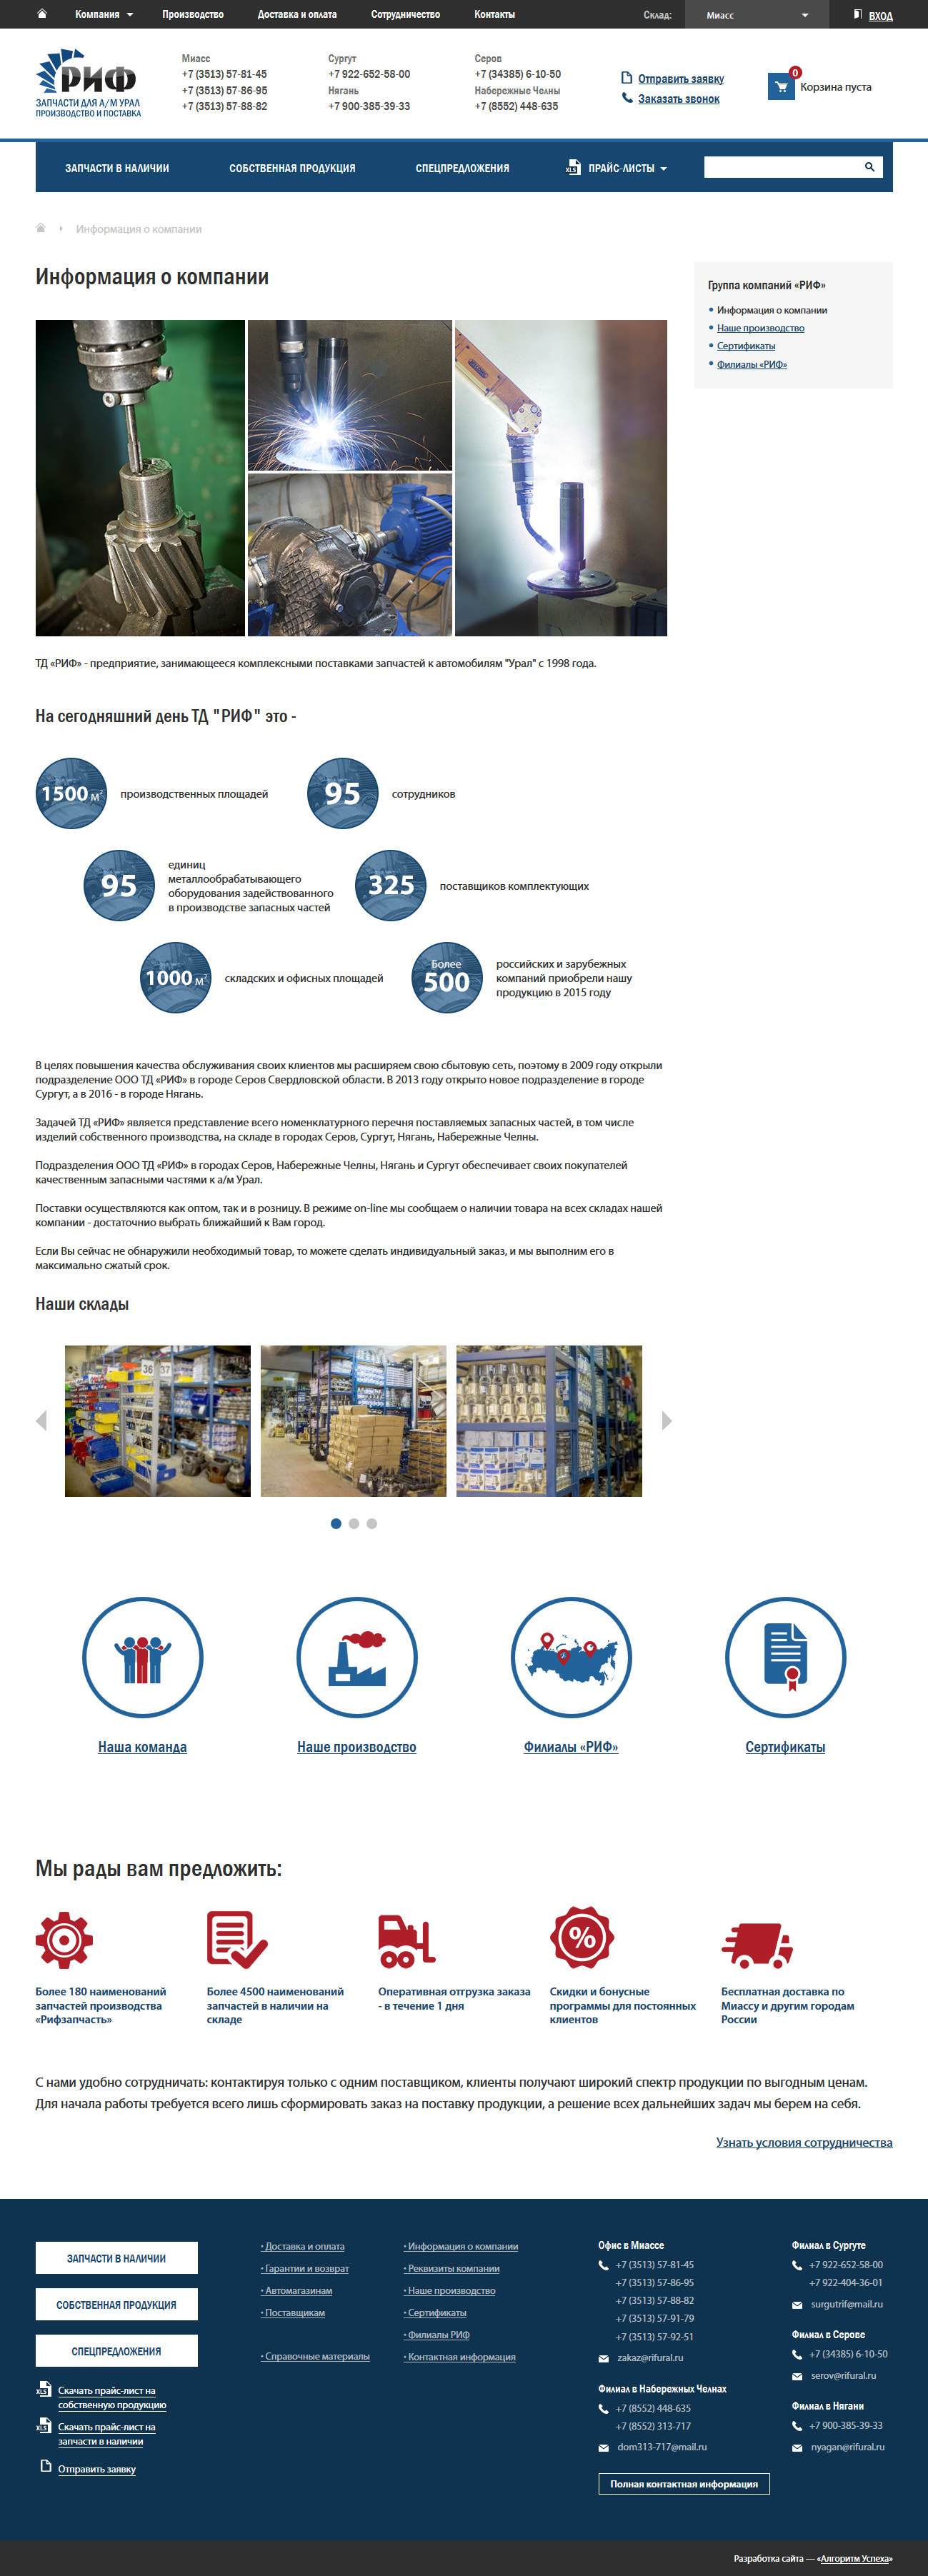 Компания
Производство
Доставка и оплата
Сотрудничество
Контакты
Склад:
Миасс
ВХОД
РИФ
ЗАПЧАСТИ ДЛЯ А/М УРАЛ
ПРОИЗВОДСТВО И ПОСТАВКА
Миасс
+7 (3513) 57-81-45
+7 (3513) 57-86-95
+7 (3513) 57-88-82
Сургут
+7 922-652-58-00
Нягань
+7 900-385-39-33
Серов
+7 (34385) 6-10-50
Набережные Челны
+7 (8552) 448-635
Отправить заявку
Заказать звонок
0
Корзина пуста
ЗАПЧАСТИ В НАЛИЧИИ
СОБСТВЕННАЯ ПРОДУКЦИЯ
СПЕЦПРЕДЛОЖЕНИЯ
XLS
ПРАЙС-ЛИСТЫ
Информация о компании
Информация о компании
Группа компаний «РИФ»
Информация о компании
Наше производство
Сертификаты
Филиалы «РИФ»
ТД «РИФ» - предприятие, занимающееся комплексными поставками запчастей к автомобилям "Урал" с 1998 года.
На сегодняшний день ТД "РИФ" это -
1500 м²
производственных площадей
95
сотрудников
95
единиц
металлообрабатывающего
оборудования задействованного
в производстве запасных частей
325
поставщиков комплектующих
1000 м²
складских и офисных площадей
Более
500
российских и зарубежных
компаний приобрели нашу
продукцию в 2015 году
В целях повышения качества обслуживания своих клиентов мы расширяем свою сбытовую сеть, поэтому в 2009 году открыли
подразделение ООО ТД «РИФ» в городе Серов Свердловской области. В 2013 году открыто новое подразделение в городе
Сургут, а в 2016 - в городе Нягань.
Задачей ТД «РИФ» является представление всего номенклатурного перечня поставляемых запасных частей, в том числе
изделий собственного производства, на складе в городах Серов, Сургут, Нягань, Набережные Челны.
Подразделения ООО ТД «РИФ» в городах Серов, Набережные Челны, Нягань и Сургут обеспечивает своих покупателей
качественным запасными частями к а/м Урал.
Поставки осуществляются как оптом, так и в розницу. В режиме on-line мы сообщаем о наличии товара на всех складах нашей
компании - достаточнио выбрать ближайший к Вам город.
Если Вы сейчас не обнаружили необходимый товар, то можете сделать индивидуальный заказ, и мы выполним его в
максимально сжатый срок.
Наши склады
36
37
Наша команда
Наше производство
Филиалы «РИФ»
Сертификаты
Мы рады вам предложить:
%
Более 180 наименований
запчастей производства
«Рифзапчасть»
Более 4500 наименований
запчастей в наличии на
складе
Оперативная отгрузка заказа
- в течение 1 дня
Скидки и бонусные
программы для постоянных
клиентов
Бесплатная доставка по
Миассу и другим городам
России
С нами удобно сотрудничать: контактируя только с одним поставщиком, клиенты получают широкий спектр продукции по выгодным ценам.
Для начала работы требуется всего лишь сформировать заказ на поставку продукции, а решение всех дальнейших задач мы берем на себя.
Узнать условия сотрудничества
ЗАПЧАСТИ В НАЛИЧИИ
СОБСТВЕННАЯ ПРОДУКЦИЯ
СПЕЦПРЕДЛОЖЕНИЯ
XLS
Скачать прайс-лист на
собственную продукцию
XLS
Скачать прайс-лист на
запчасти в наличии
Отправить заявку
• Доставка и оплата
• Гарантии и возврат
• Автомагазинам
• Поставщикам
• Справочные материалы
• Информация о компании
• Реквизиты компании
• Наше производство
• Сертификаты
• Филиалы РИФ
• Контактная информация
Офис в Миассе
+7 (3513) 57-81-45
+7 (3513) 57-86-95
+7 (3513) 57-88-82
+7 (3513) 57-91-79
+7 (3513) 57-92-51
zakaz@rifural.ru
Филиал в Набережных Челнах
+7 (8552) 448-635
+7 (8552) 313-717
dom313-717@mail.ru
Полная контактная информация
Филиал в Сургуте
+7 922-652-58-00
+7 922-404-36-01
surgutrif@mail.ru
Филиал в Серове
+7 (34385) 6-10-50
serov@rifural.ru
Филиал в Нягани
+7 900-385-39-33
nyagan@rifural.ru
Разработка сайта — «Алгоритм Успеха»